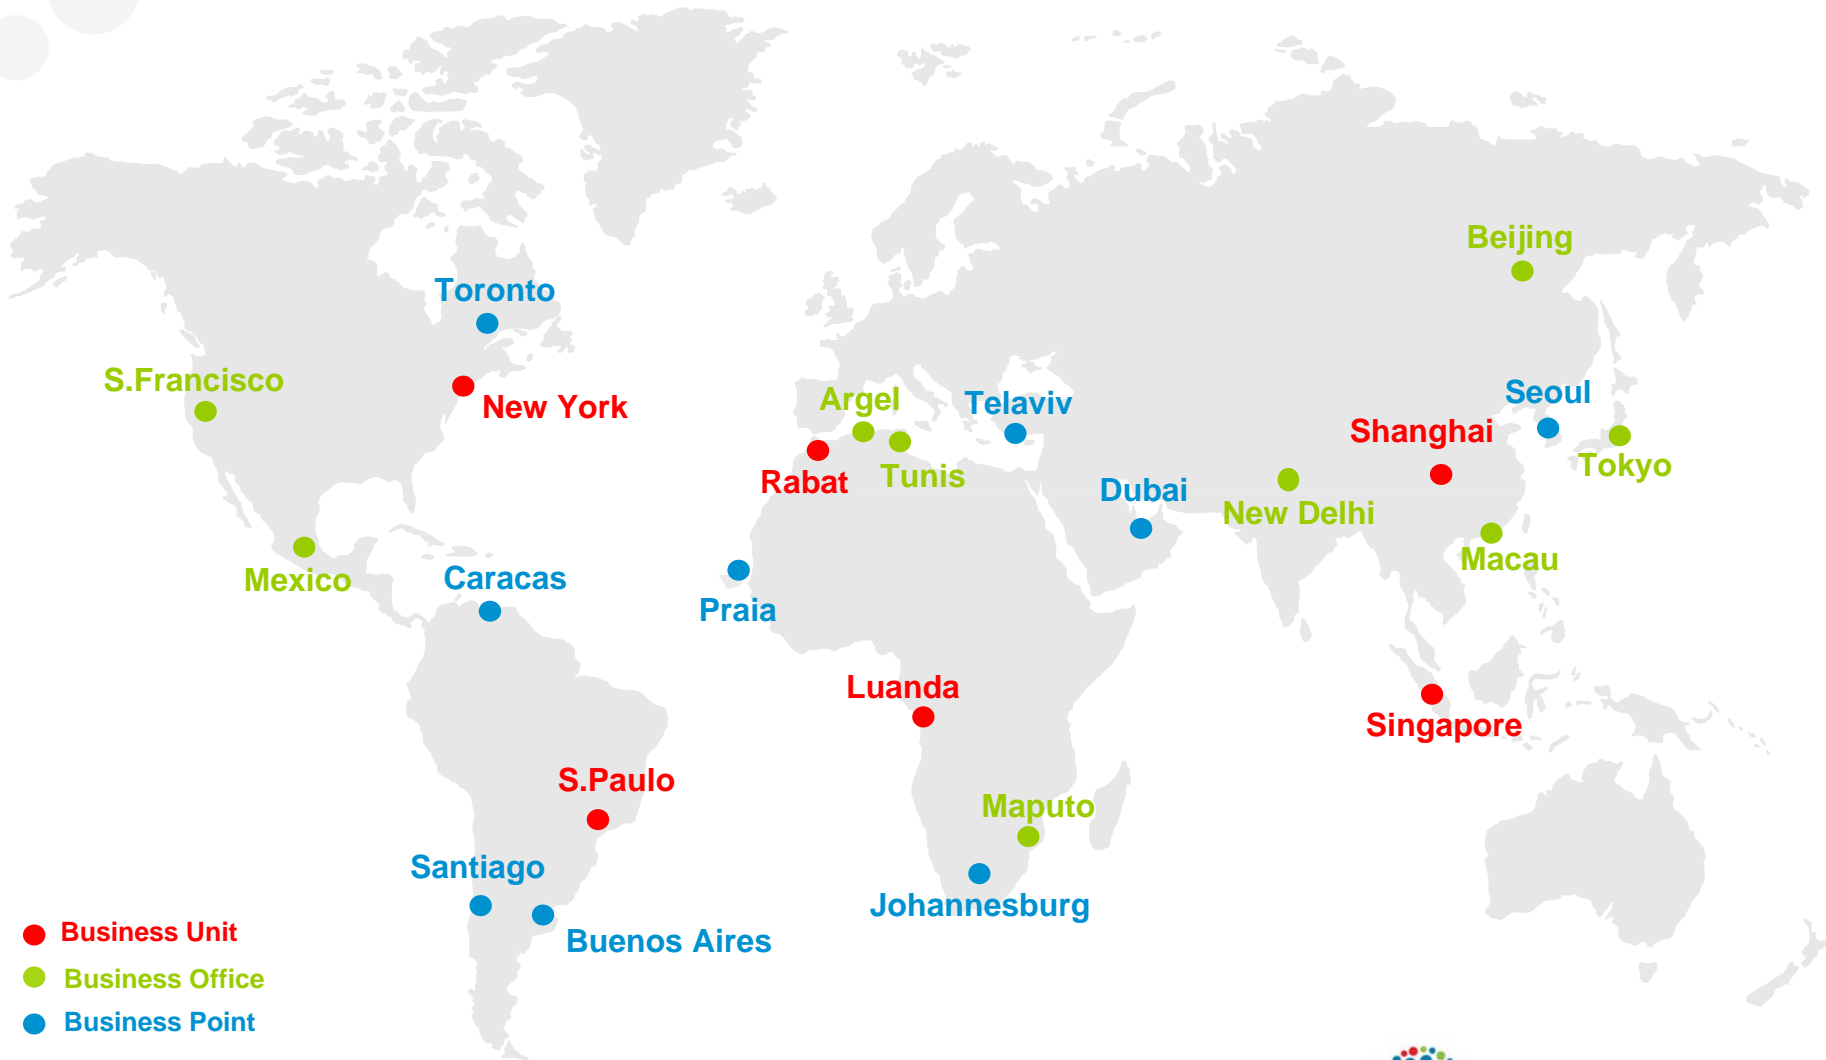 Beijing
Toronto
S.Francisco
New York
Argel
Telaviv
Seoul
Shanghai
Tokyo
Rabat
Tunis
Dubai
New Delhi
Macau
Mexico
Caracas
Praia
Luanda
Singapore
S.Paulo
Maputo
Santiago
Johannesburg
Buenos Aires
Business Unit
Business Office
Business Point